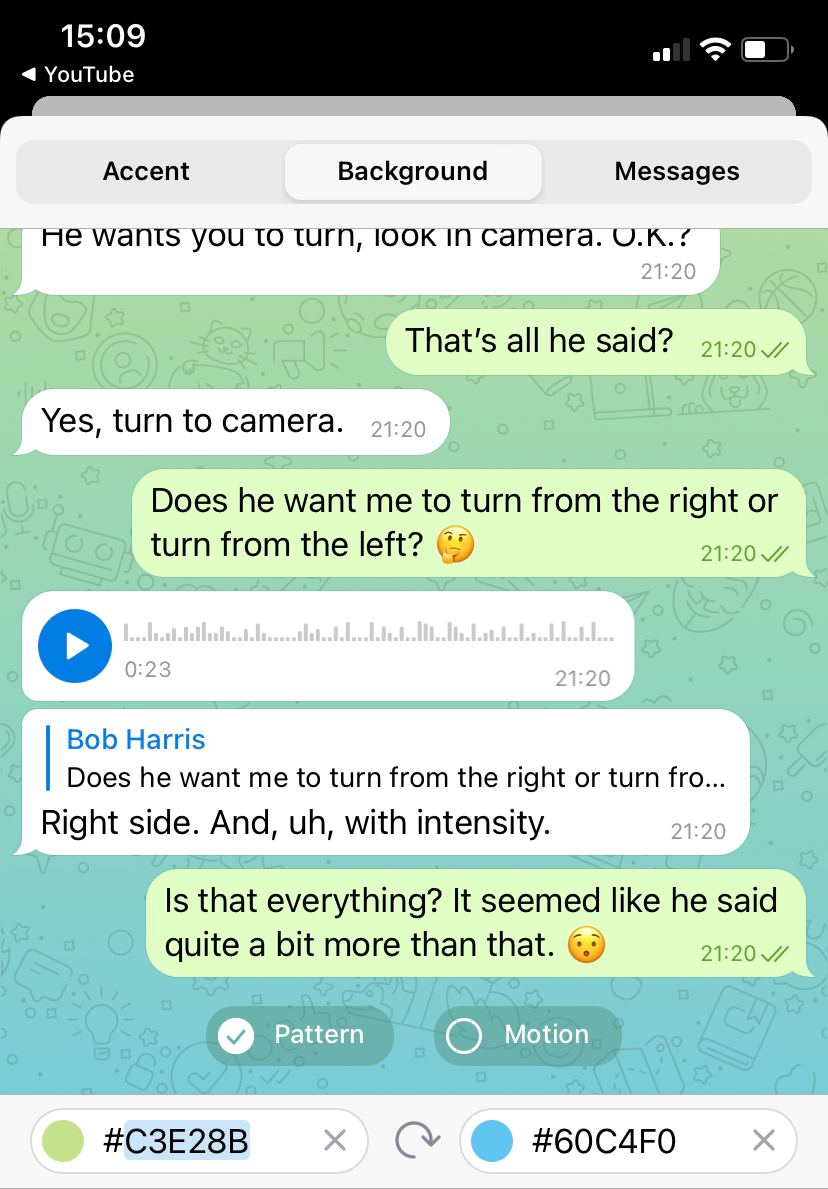 15:09
◀ YouTube
Accent Background Messages
He wants you to turn, look in camera. O.K.?
21:20
That’s all he said? 21:20
Yes, turn to camera. 21:20
Does he want me to turn from the right or
turn from the left? 🤔 21:20
0:23 21:20
Bob Harris
Does he want me to turn from the right or turn fro...
Right side. And, uh, with intensity. 21:20
Is that everything? It seemed like he said
quite a bit more than that. 😯 21:20
Pattern Motion
#C3E28B #60C4F0